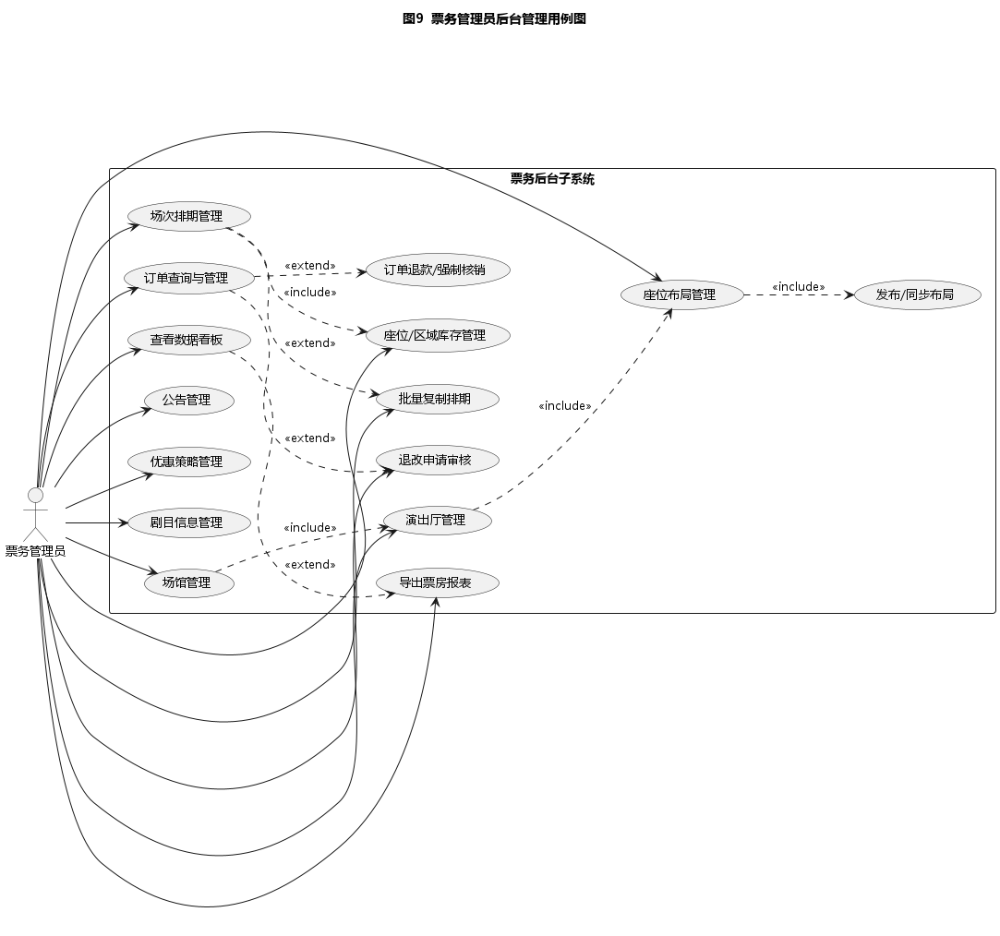 图9 票务管理员后台管理用例图
票务后台子系统
场次排期管理
订单查询与管理
«extend»
订单退款/强制核销
«include»
座位布局管理
«include»
发布/同步布局
查看数据看板
«extend»
座位/区域库存管理
公告管理
批量复制排期
«include»
优惠策略管理
«extend»
退改申请审核
剧目信息管理
«include»
演出厅管理
票务管理员
场馆管理
«extend»
导出票房报表